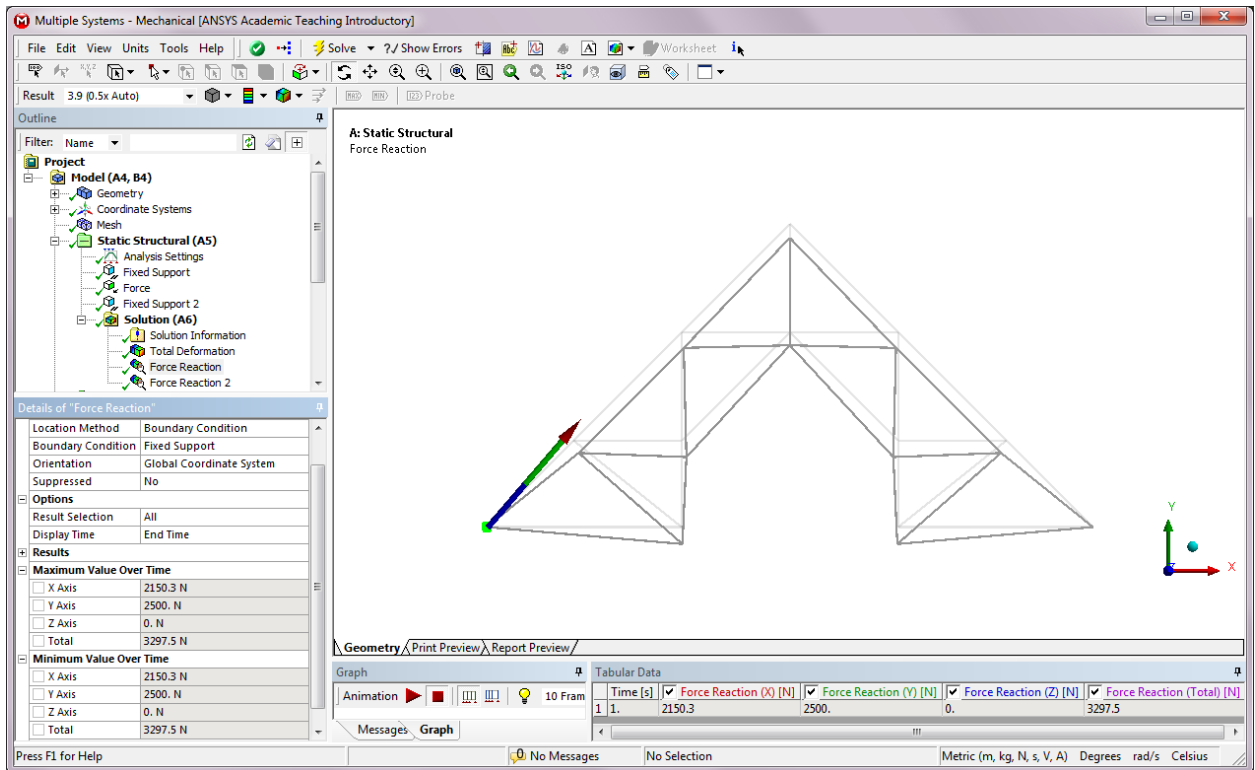 Multiple Systems - Mechanical [ANSYS Academic Teaching Introductory]
File Edit View Units Tools Help Solve ?/ Show Errors Worksheet
Result 3.9 (0.5x Auto) MAX MIN Probe
Outline
Filter: Name
Project
Model (A4, B4)
Geometry
Coordinate Systems
Mesh
Static Structural (A5)
Analysis Settings
Fixed Support
Force
Fixed Support 2
Solution (A6)
Solution Information
Total Deformation
Force Reaction
Force Reaction 2
Details of "Force Reaction"
Location Method Boundary Condition
Boundary Condition Fixed Support
Orientation Global Coordinate System
Suppressed No
Options
Result Selection All
Display Time End Time
Results
Maximum Value Over Time
X Axis 2150.3 N
Y Axis 2500. N
Z Axis 0. N
Total 3297.5 N
Minimum Value Over Time
X Axis 2150.3 N
Y Axis 2500. N
Z Axis 0. N
Total 3297.5 N
A: Static Structural
Force Reaction
Y
X
Geometry Print Preview Report Preview
Graph
Animation 10 Fram
Messages Graph
Tabular Data
Time [s] Force Reaction (X) [N] Force Reaction (Y) [N] Force Reaction (Z) [N] Force Reaction (Total) [N]
1 1. 2150.3 2500. 0. 3297.5
Press F1 for Help No Messages No Selection Metric (m, kg, N, s, V, A) Degrees rad/s Celsius